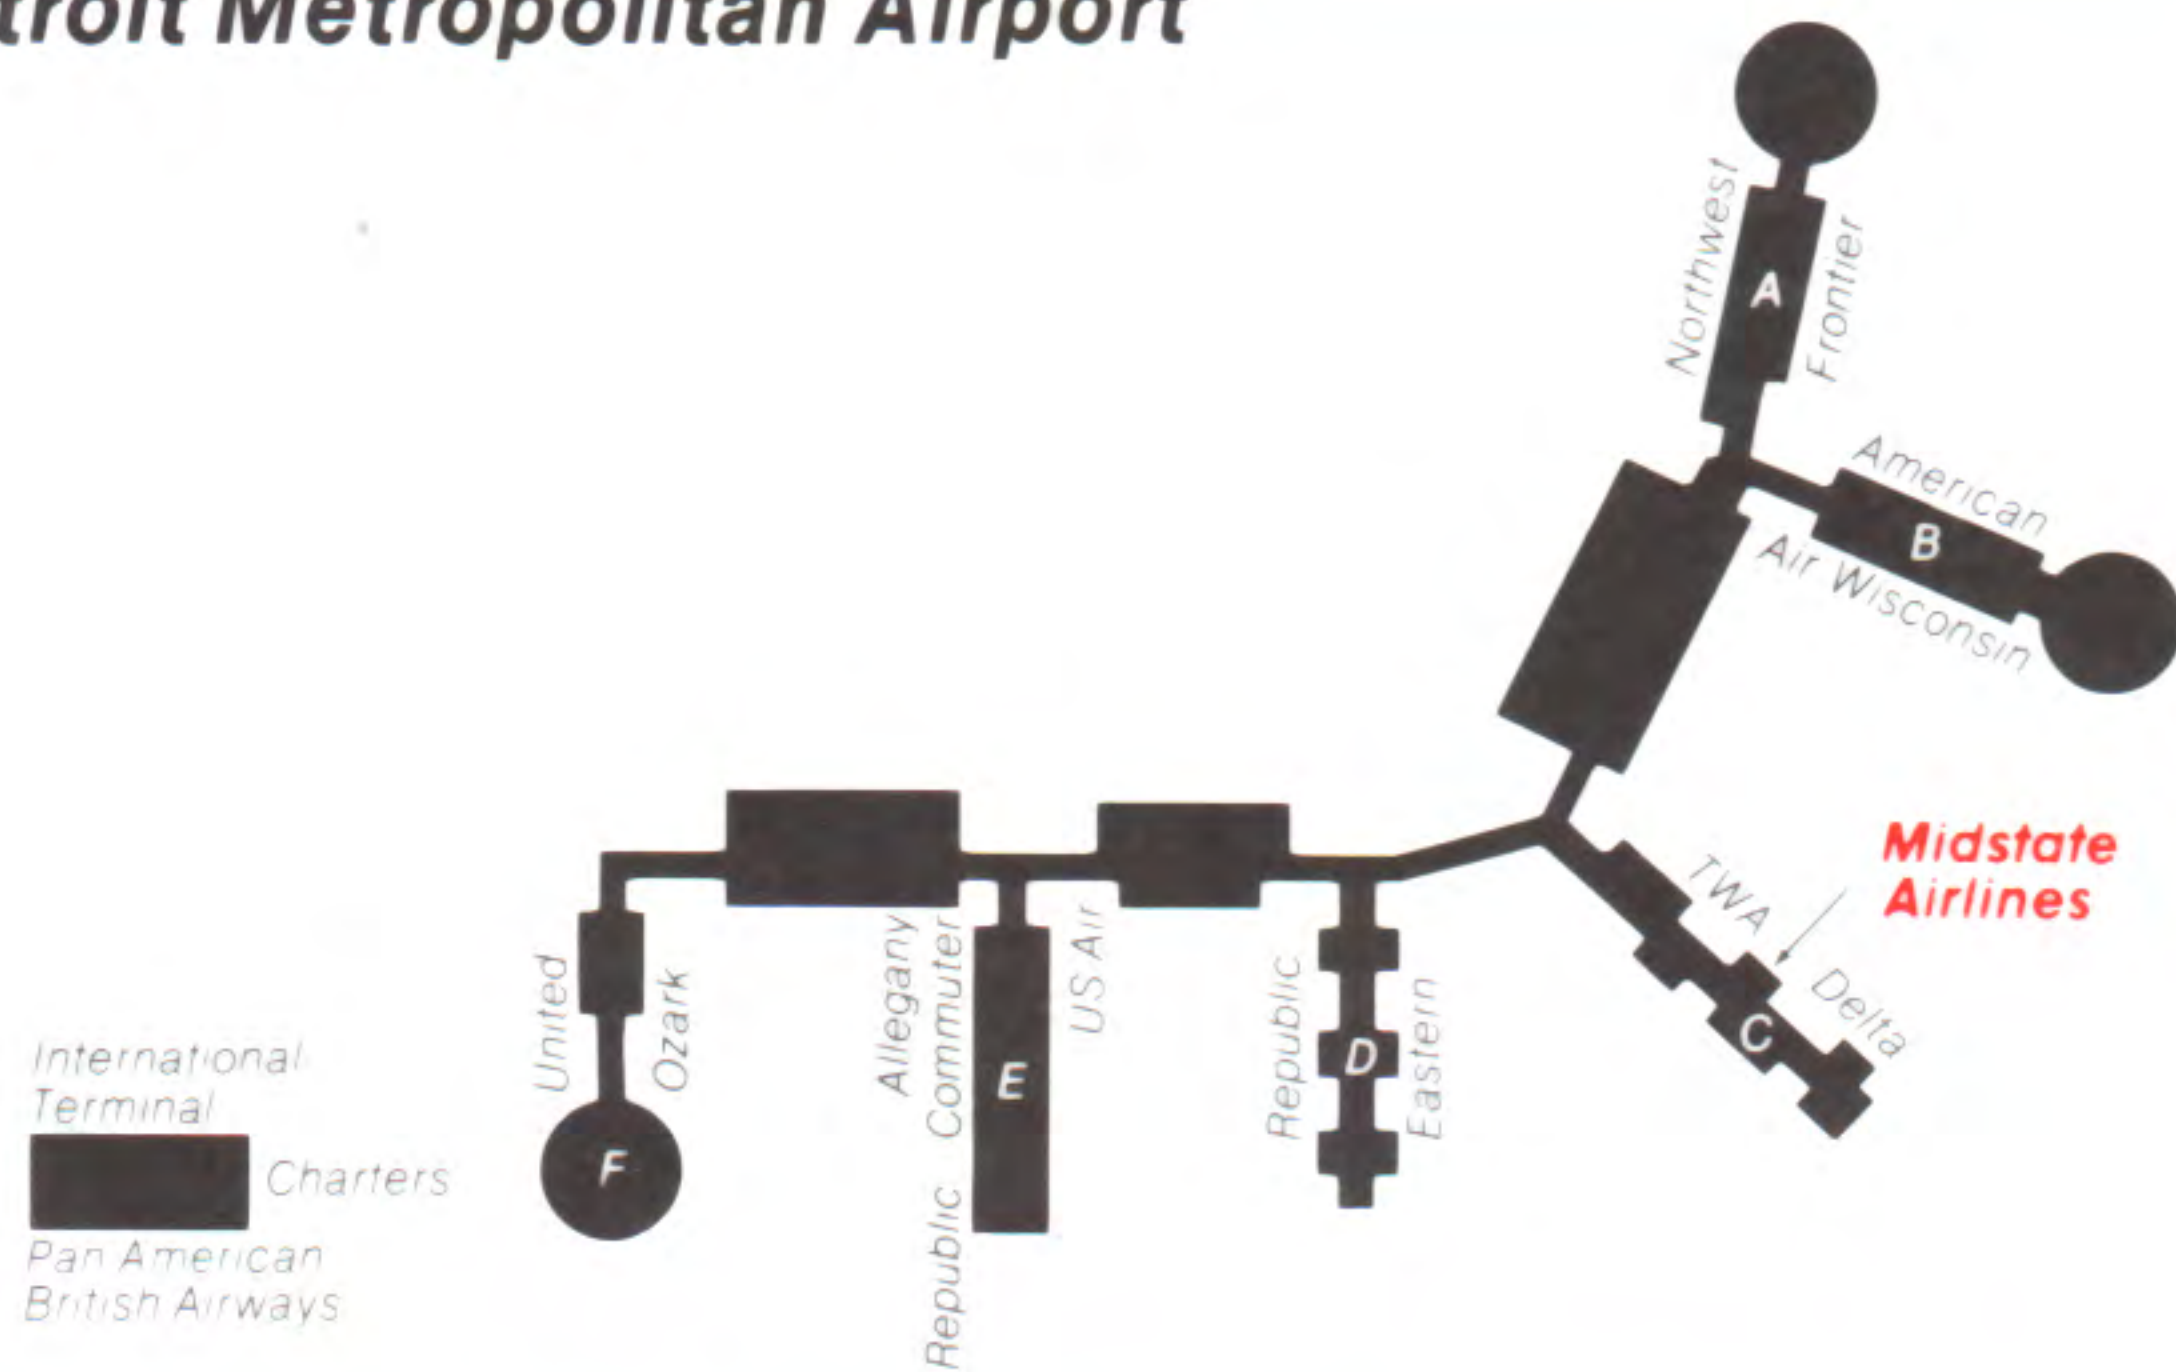 troit Metropolitan Airport
Northwest
A
Frontier
American
B
Air Wisconsin
Midstate
Airlines
TWA
Delta
C
Republic
D
Eastern
Allegany
Republic Commuter
E
US Air
United
Ozark
F
International
Terminal
Charters
Pan American
British Airways